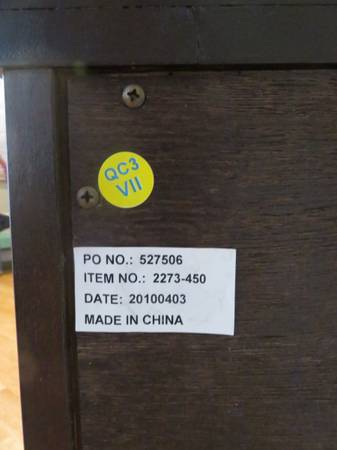 QC3
VII
PO NO.: 527506
ITEM NO.: 2273-450
DATE: 20100403
MADE IN CHINA